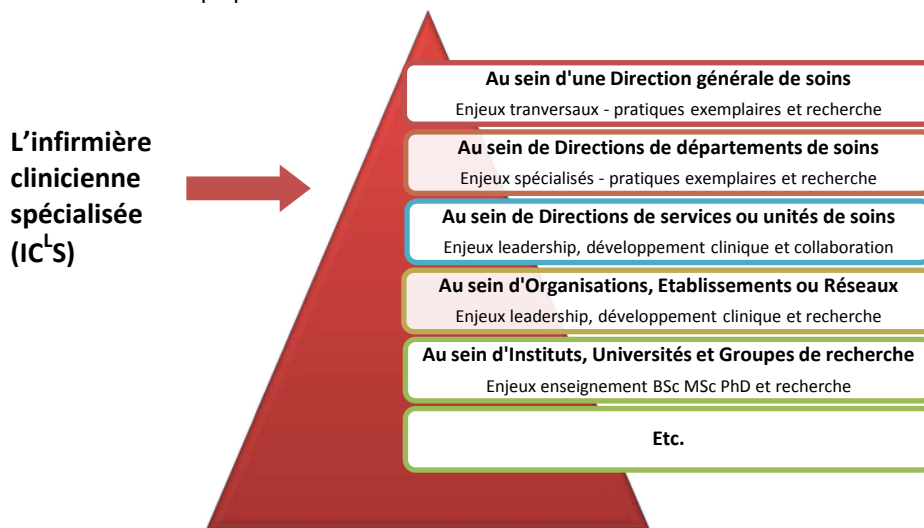 L’infirmière
clinicienne
spécialisée
(ICᴸS)
Au sein d'une Direction générale de soins
Enjeux tranversaux - pratiques exemplaires et recherche
Au sein de Directions de départements de soins
Enjeux spécialisés - pratiques exemplaires et recherche
Au sein de Directions de services ou unités de soins
Enjeux leadership, développement clinique et collaboration
Au sein d'Organisations, Etablissements ou Réseaux
Enjeux leadership, développement clinique et recherche
Au sein d'Instituts, Universités et Groupes de recherche
Enjeux enseignement BSc MSc PhD et recherche
Etc.